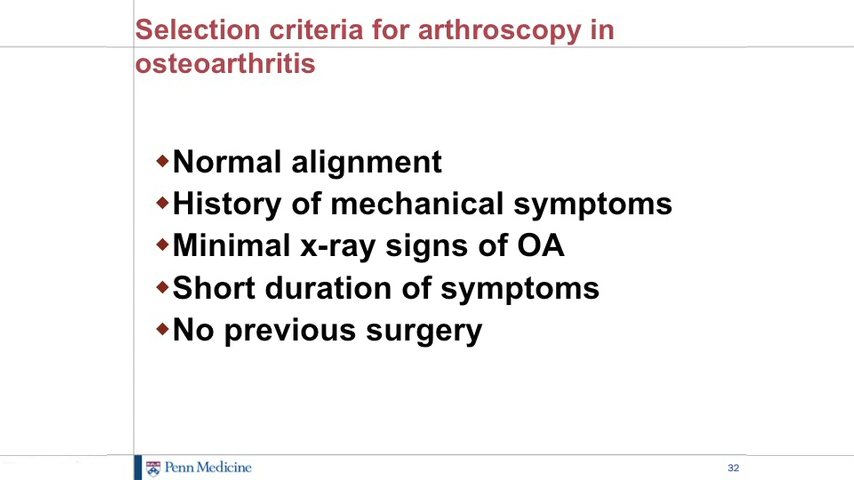 Selection criteria for arthroscopy in
osteoarthritis
Normal alignment
History of mechanical symptoms
Minimal x-ray signs of OA
Short duration of symptoms
No previous surgery
Penn Medicine
32